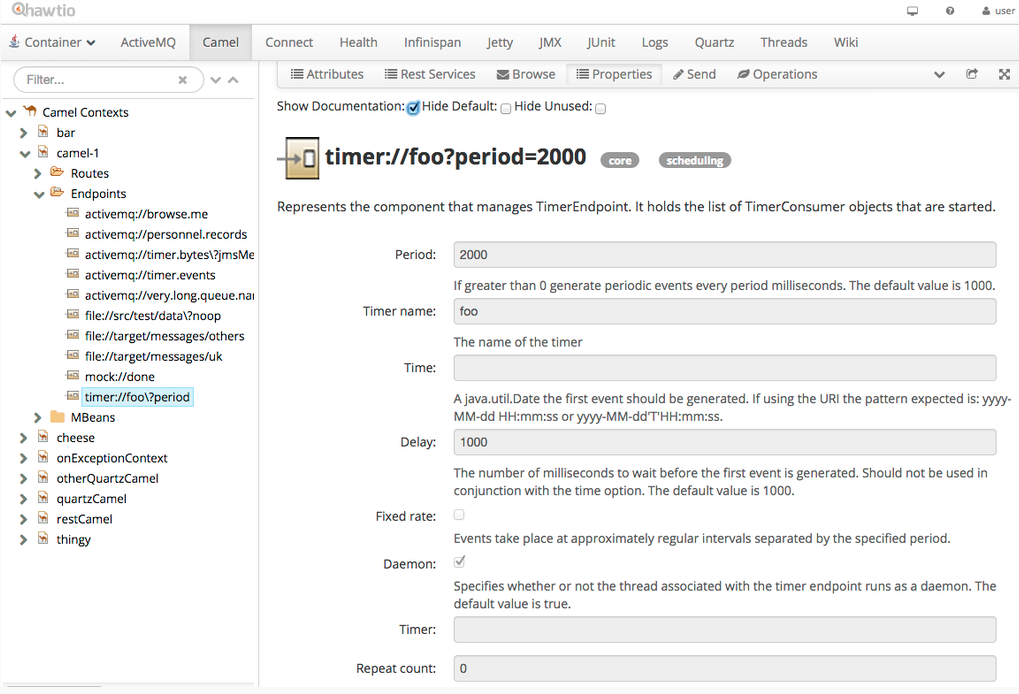 hawtio
user
Container ActiveMQ Camel Connect Health Infinispan Jetty JMX JUnit Logs Quartz Threads Wiki
Filter...
Attributes Rest Services Browse Properties Send Operations
Show Documentation: Hide Default: Hide Unused:
Camel Contexts
bar
camel-1
Routes
Endpoints
activemq://browse.me
activemq://personnel.records
activemq://timer.bytes\?jmsMe
activemq://timer.events
activemq://very.long.queue.nar
file://src/test/data\?noop
file://target/messages/others
file://target/messages/uk
mock://done
timer://foo\?period
MBeans
cheese
onExceptionContext
otherQuartzCamel
quartzCamel
restCamel
thingy
timer://foo?period=2000 core scheduling
Represents the component that manages TimerEndpoint. It holds the list of TimerConsumer objects that are started.
Period: 2000
If greater than 0 generate periodic events every period milliseconds. The default value is 1000.
Timer name: foo
The name of the timer
Time:
A java.util.Date the first event should be generated. If using the URI the pattern expected is: yyyy-
MM-dd HH:mm:ss or yyyy-MM-dd'T'HH:mm:ss.
Delay: 1000
The number of milliseconds to wait before the first event is generated. Should not be used in
conjunction with the time option. The default value is 1000.
Fixed rate:
Events take place at approximately regular intervals separated by the specified period.
Daemon:
Specifies whether or not the thread associated with the timer endpoint runs as a daemon. The
default value is true.
Timer:
Repeat count: 0